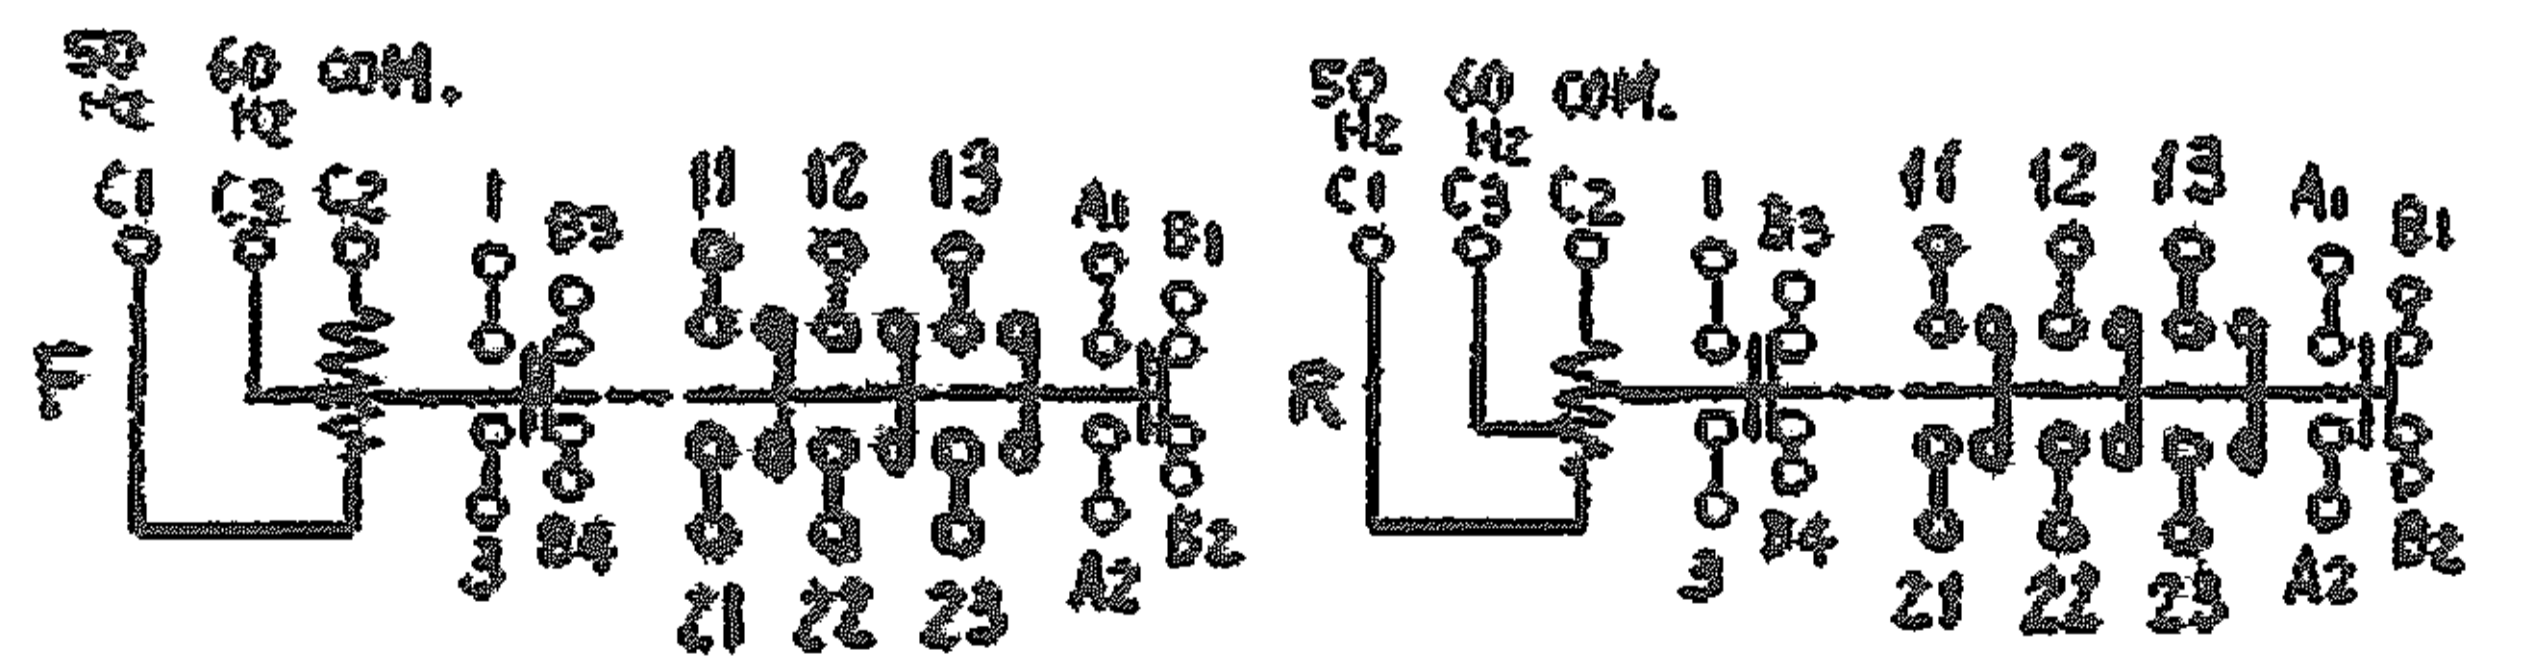 50 60 COM.
Hz Hz
C1 C3 C2 1 B3 11 12 13 A1 B1
F
3 B4 21 22 23 A2 B2
50 60 COM.
Hz Hz
C1 C3 C2 1 B3 11 12 13 A1 B1
R
3 B4 21 22 23 A2 B2